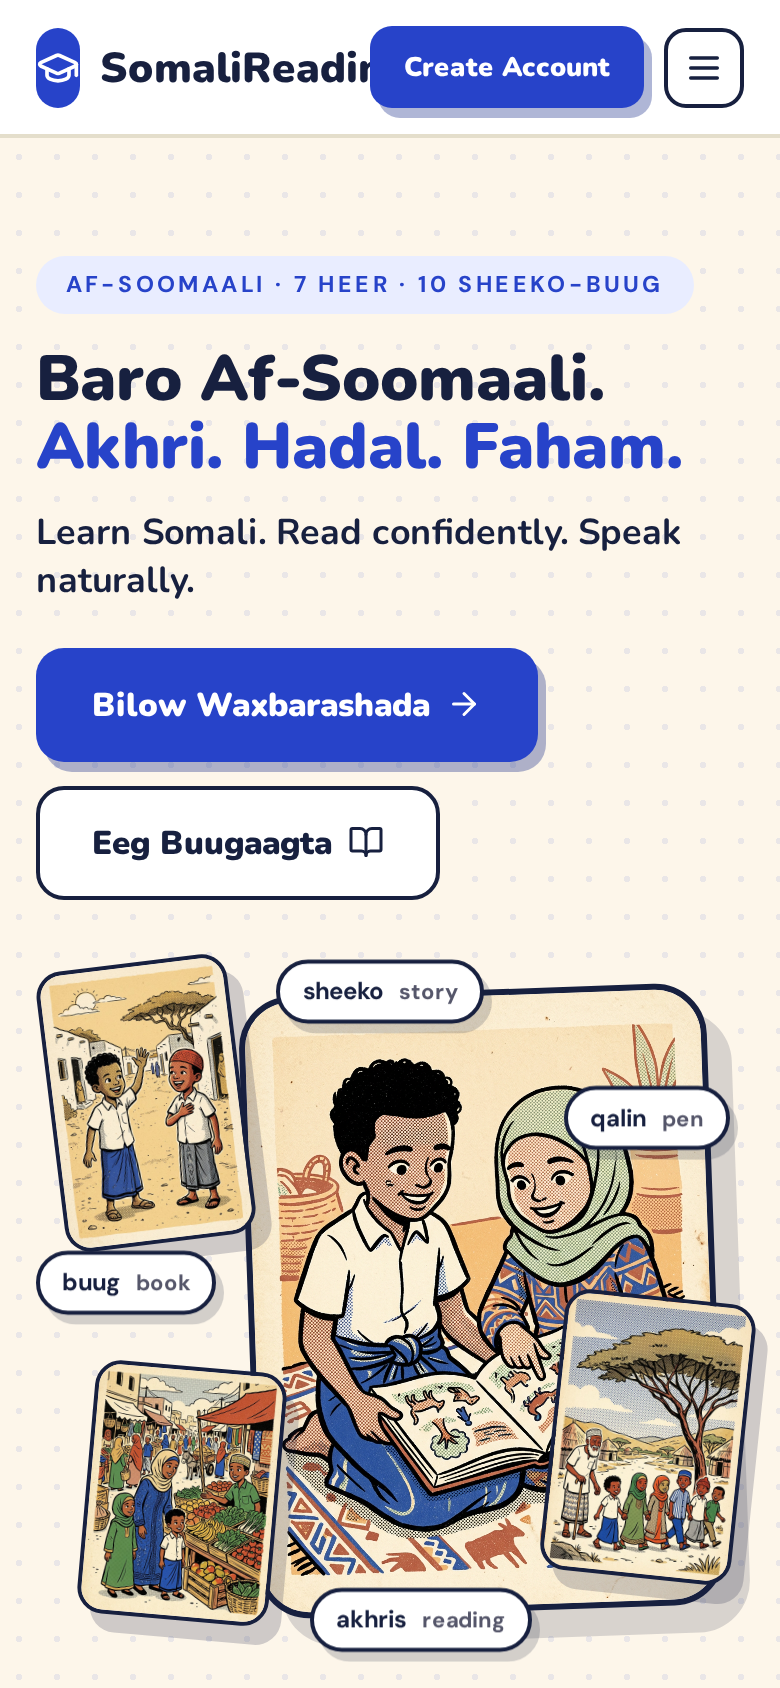 SomaliReadin
Create Account
AF-SOOMAALI · 7 HEER · 10 SHEEKO-BUUG
Baro Af-Soomaali.
Akhri. Hadal. Faham.
Learn Somali. Read confidently. Speak
naturally.
Bilow Waxbarashada
Eeg Buugaagta
sheeko story
qalin pen
buug book
akhris reading